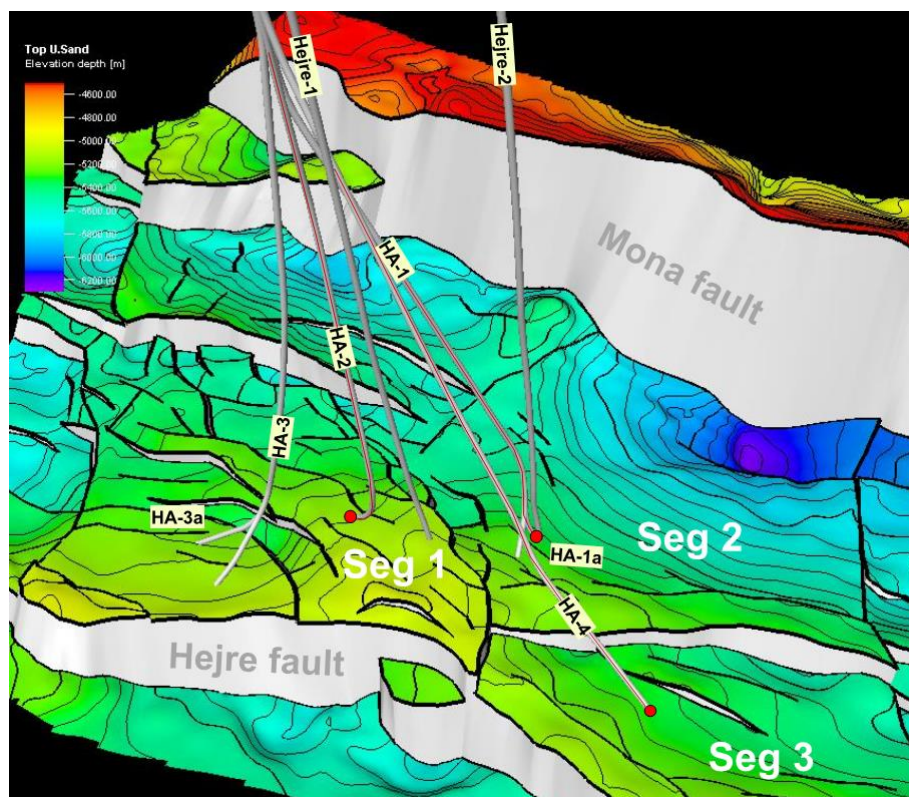 Top U.Sand
Elevation depth [m]
-4600.00
-4800.00
-5000.00
-5200.00
-5400.00
-5600.00
-5800.00
-6000.00
-6200.00
Hejre-1
Hejre-2
Mona fault
HA-1
HA-2
HA-3
HA-3a
Seg 1
Seg 2
HA-1a
HA-4
Hejre fault
Seg 3